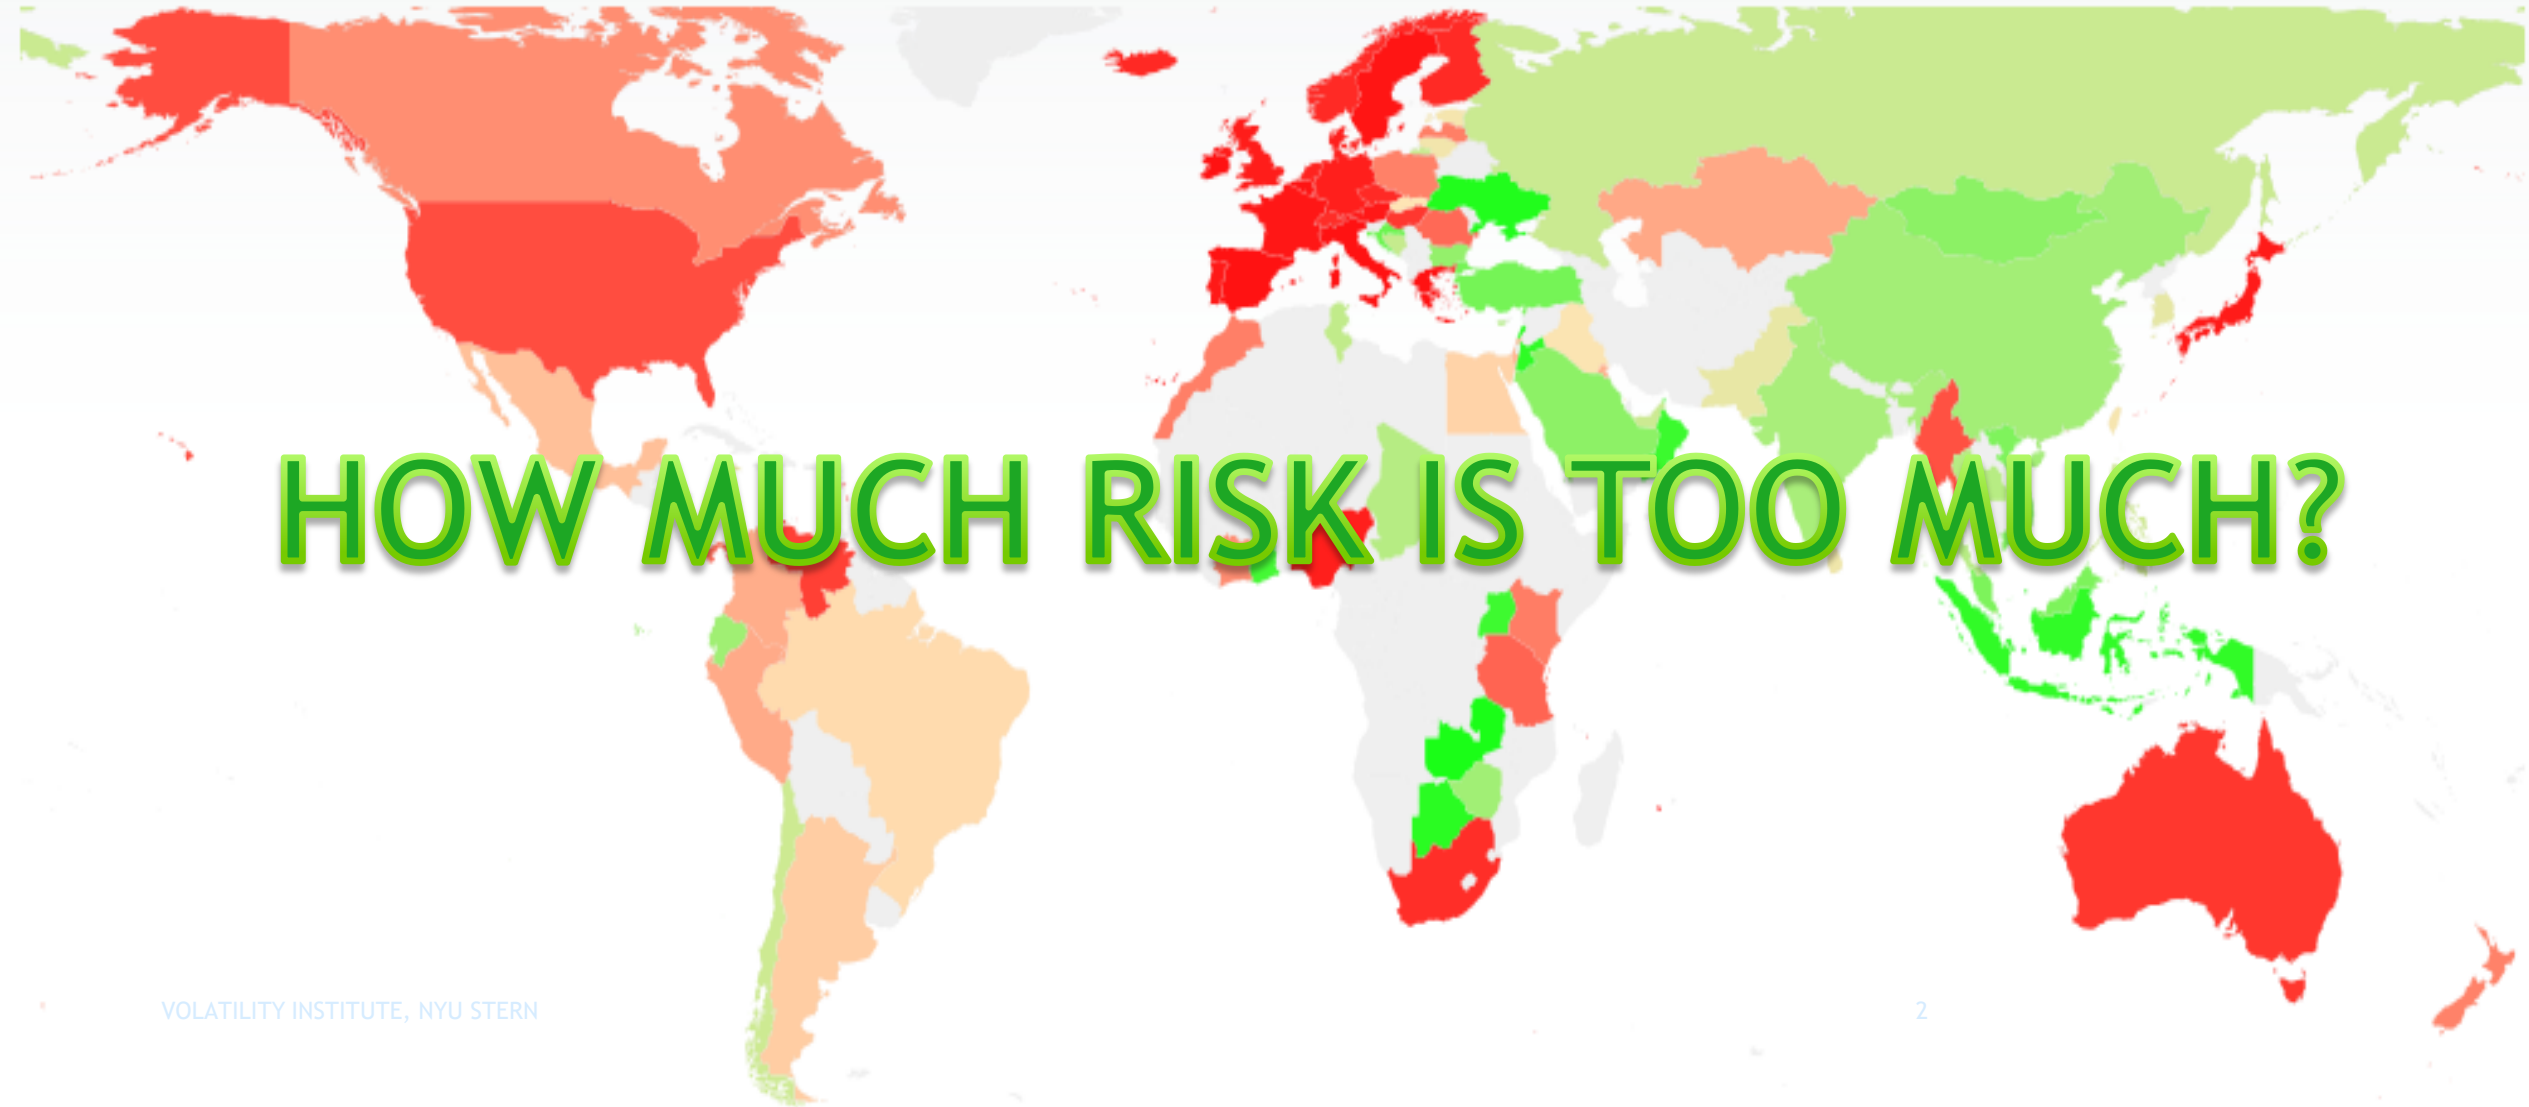 HOW MUCH RISK IS TOO MUCH?
VOLATILITY INSTITUTE, NYU STERN
2